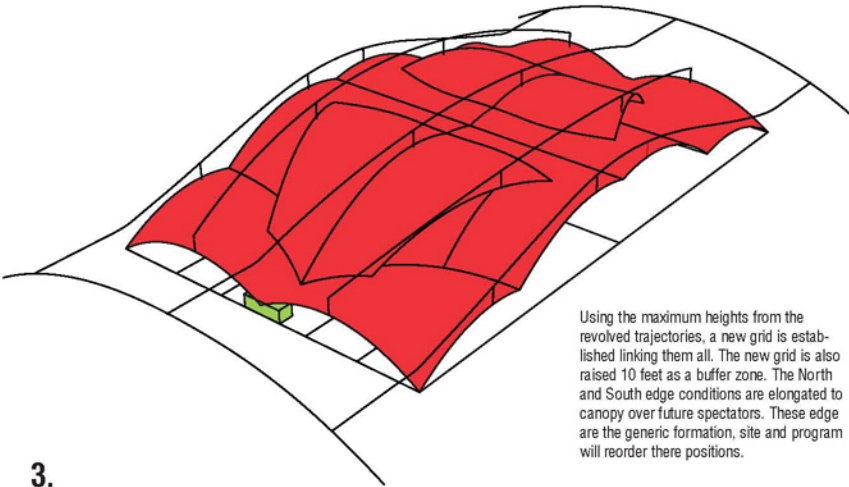 Using the maximum heights from the
revolved trajectories, a new grid is estab-
lished linking them all. The new grid is also
raised 10 feet as a buffer zone. The North
and South edge conditions are elongated to
canopy over future spectators. These edge
are the generic formation, site and program
will reorder there positions.
3.